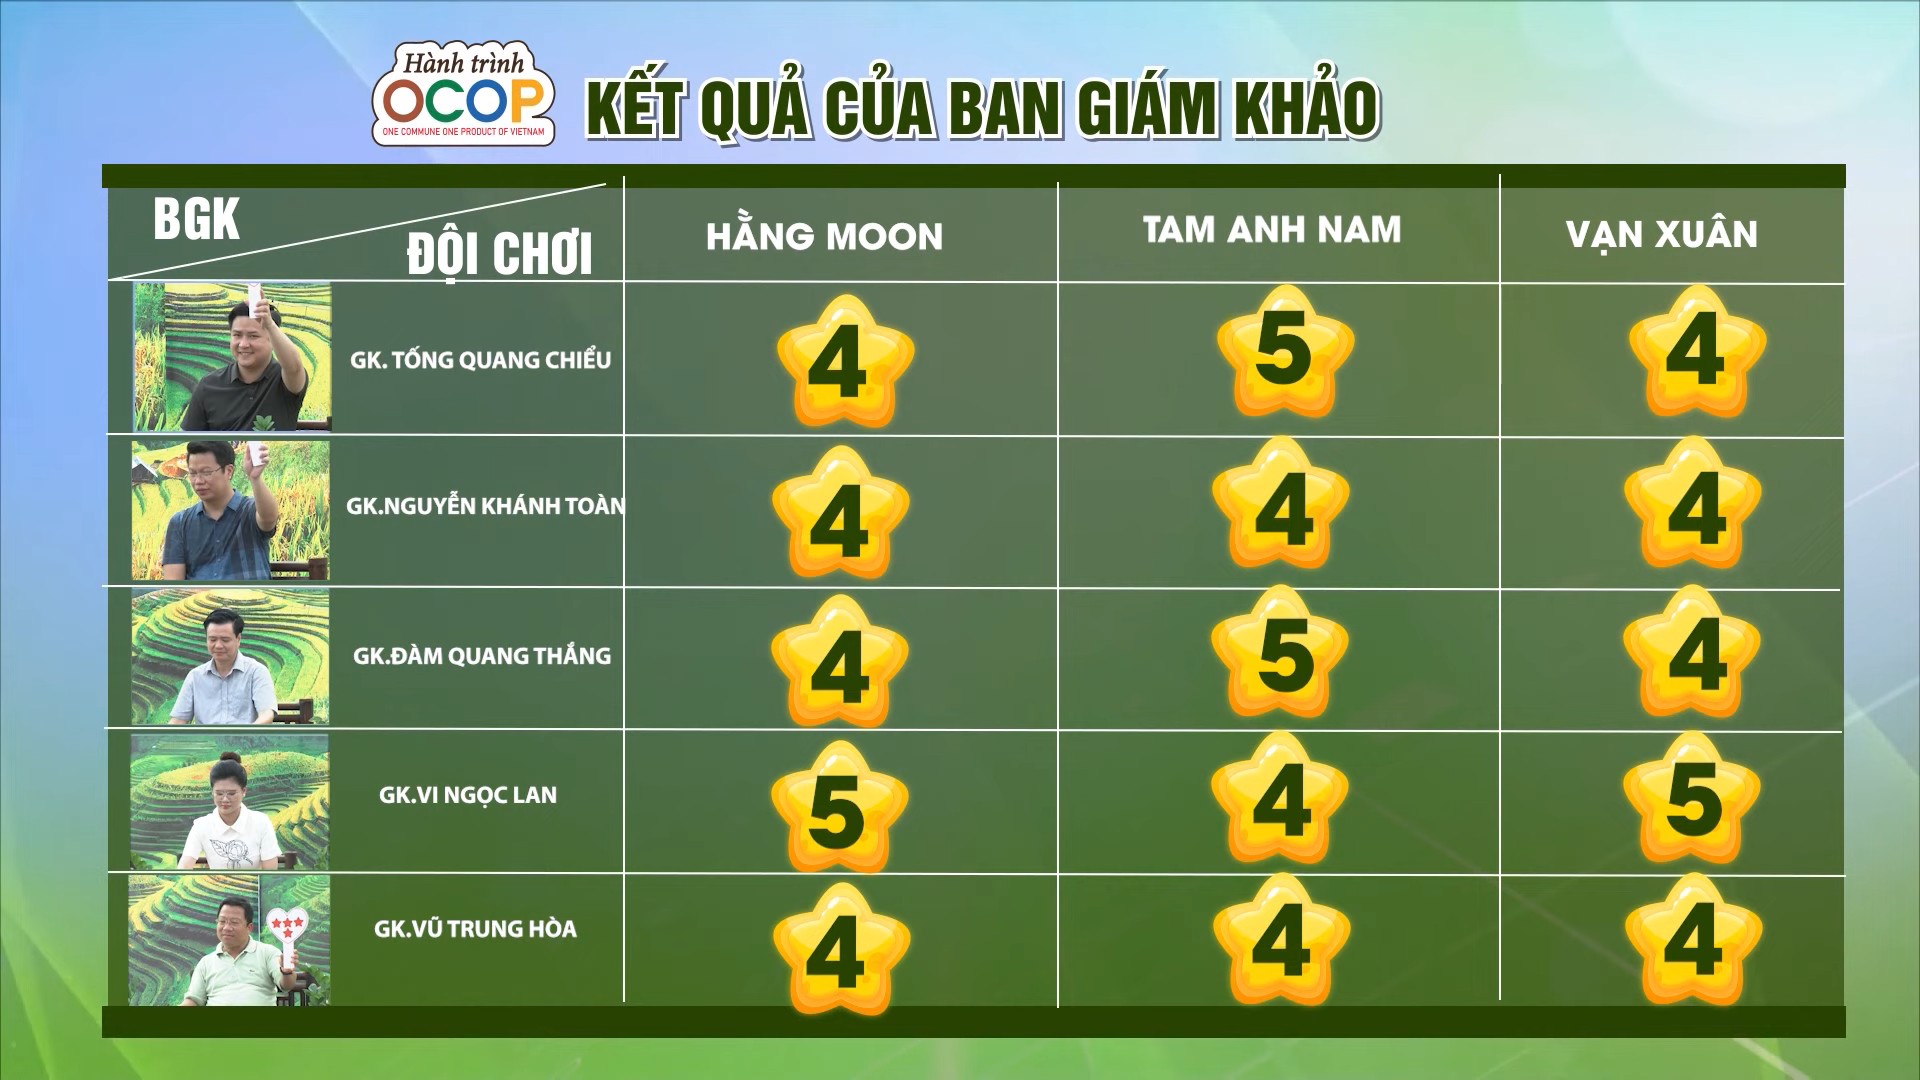 Hành trình
OCOP
ONE COMMUNE ONE PRODUCT OF VIETNAM
KẾT QUẢ CỦA BAN GIÁM KHẢO
BGK
ĐỘI CHƠI
HẰNG MOON
TAM ANH NAM
VẠN XUÂN
GK. TỐNG QUANG CHIỂU
4
5
4
GK.NGUYỄN KHÁNH TOÀN
4
4
4
GK.ĐÀM QUANG THẮNG
4
5
4
GK.VI NGỌC LAN
5
4
5
GK.VŨ TRUNG HÒA
4
4
4